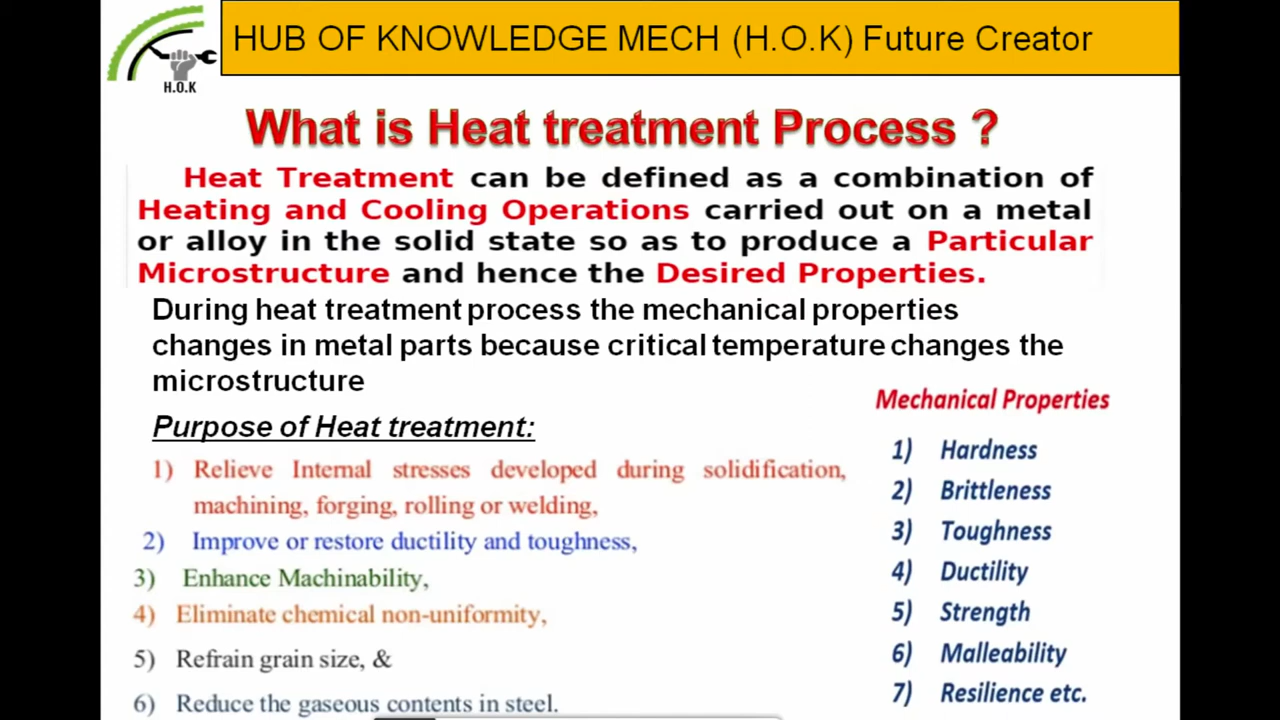 HUB OF KNOWLEDGE MECH (H.O.K) Future Creator
H.O.K
What is Heat treatment Process ?
Heat Treatment can be defined as a combination of
Heating and Cooling Operations carried out on a metal
or alloy in the solid state so as to produce a Particular
Microstructure and hence the Desired Properties.
During heat treatment process the mechanical properties
changes in metal parts because critical temperature changes the
microstructure
Purpose of Heat treatment:
1) Relieve Internal stresses developed during solidification,
machining, forging, rolling or welding,
2) Improve or restore ductility and toughness,
3) Enhance Machinability,
4) Eliminate chemical non-uniformity,
5) Refrain grain size, &
6) Reduce the gaseous contents in steel.
Mechanical Properties
1) Hardness
2) Brittleness
3) Toughness
4) Ductility
5) Strength
6) Malleability
7) Resilience etc.